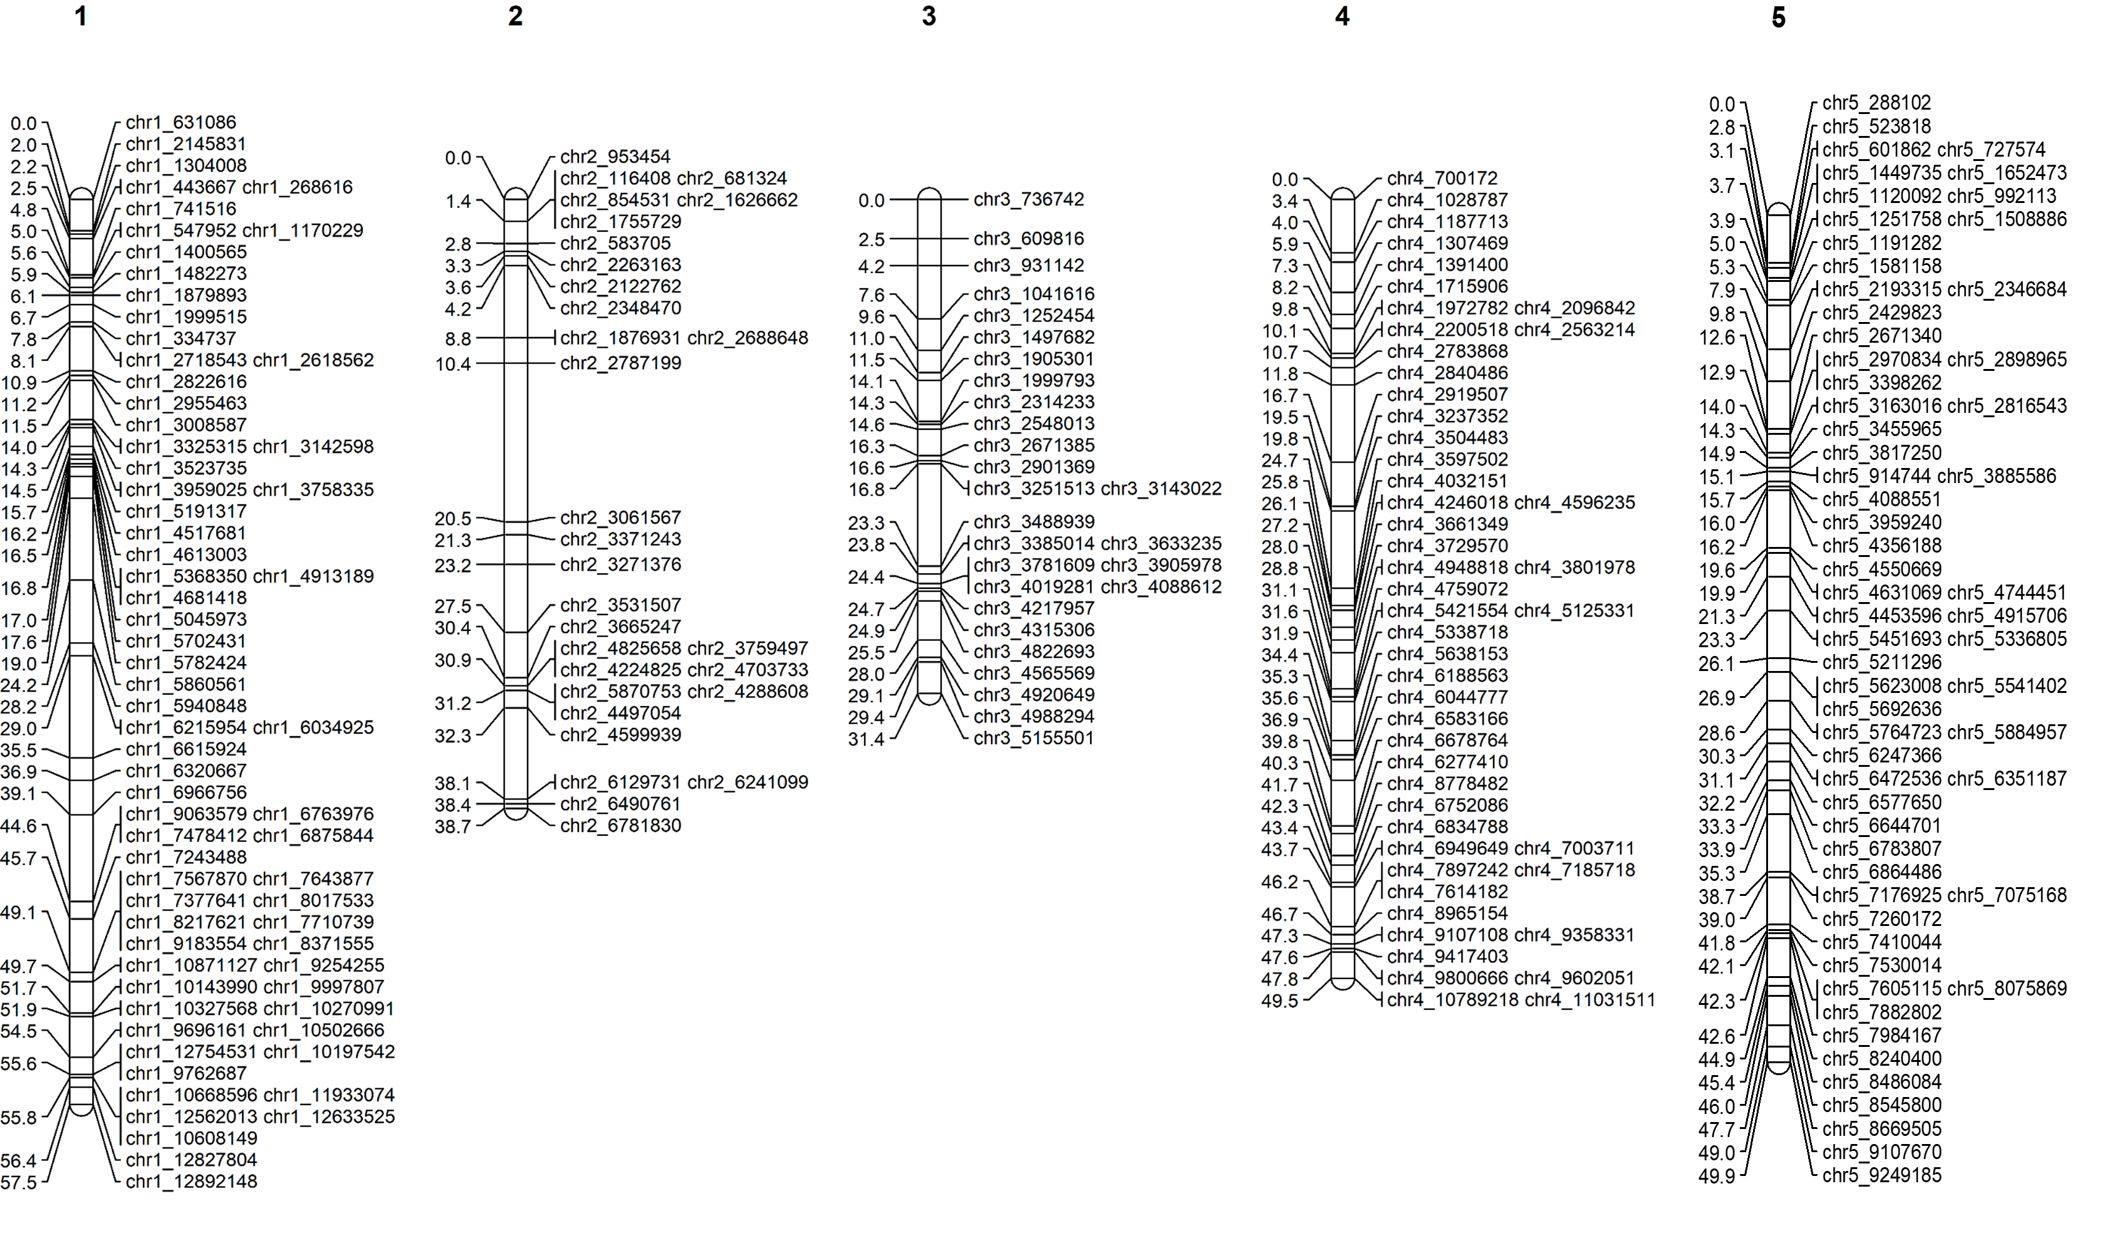 1
0.0 chr1_631086
2.0 chr1_2145831
2.2 chr1_1304008
2.5 chr1_443667 chr1_268616
4.8 chr1_741516
5.0 chr1_547952 chr1_1170229
5.6 chr1_1400565
5.9 chr1_1482273
6.1 chr1_1879893
6.7 chr1_1999515
7.8 chr1_334737
8.1 chr1_2718543 chr1_2618562
10.9 chr1_2822616
11.2 chr1_2955463
11.5 chr1_3008587
14.0 chr1_3325315 chr1_3142598
14.3 chr1_3523735
14.5 chr1_3959025 chr1_3758335
15.7 chr1_5191317
16.2 chr1_4517681
16.5 chr1_4613003
16.8 chr1_5368350 chr1_4913189
chr1_4681418
17.0 chr1_5045973
17.6 chr1_5702431
19.0 chr1_5782424
24.2 chr1_5860561
28.2 chr1_5940848
29.0 chr1_6215954 chr1_6034925
35.5 chr1_6615924
36.9 chr1_6320667
39.1 chr1_6966756
44.6 chr1_9063579 chr1_6763976
chr1_7478412 chr1_6875844
45.7 chr1_7243488
49.1 chr1_7567870 chr1_7643877
chr1_7377641 chr1_8017533
chr1_8217621 chr1_7710739
chr1_9183554 chr1_8371555
49.7 chr1_10871127 chr1_9254255
51.7 chr1_10143990 chr1_9997807
51.9 chr1_10327568 chr1_10270991
54.5 chr1_9696161 chr1_10502666
55.6 chr1_12754531 chr1_10197542
chr1_9762687
55.8 chr1_10668596 chr1_11933074
chr1_12562013 chr1_12633525
chr1_10608149
56.4 chr1_12827804
57.5 chr1_12892148
2
0.0 chr2_953454
1.4 chr2_116408 chr2_681324
chr2_854531 chr2_1626662
chr2_1755729
2.8 chr2_583705
3.3 chr2_2263163
3.6 chr2_2122762
4.2 chr2_2348470
8.8 chr2_1876931 chr2_2688648
10.4 chr2_2787199
20.5 chr2_3061567
21.3 chr2_3371243
23.2 chr2_3271376
27.5 chr2_3531507
30.4 chr2_3665247
30.9 chr2_4825658 chr2_3759497
chr2_4224825 chr2_4703733
31.2 chr2_5870753 chr2_4288608
chr2_4497054
32.3 chr2_4599939
38.1 chr2_6129731 chr2_6241099
38.4 chr2_6490761
38.7 chr2_6781830
3
0.0 chr3_736742
2.5 chr3_609816
4.2 chr3_931142
7.6 chr3_1041616
9.6 chr3_1252454
11.0 chr3_1497682
11.5 chr3_1905301
14.1 chr3_1999793
14.3 chr3_2314233
14.6 chr3_2548013
16.3 chr3_2671385
16.6 chr3_2901369
16.8 chr3_3251513 chr3_3143022
23.3 chr3_3488939
23.8 chr3_3385014 chr3_3633235
24.4 chr3_3781609 chr3_3905978
chr3_4019281 chr3_4088612
24.7 chr3_4217957
24.9 chr3_4315306
25.5 chr3_4822693
28.0 chr3_4565569
29.1 chr3_4920649
29.4 chr3_4988294
31.4 chr3_5155501
4
0.0 chr4_700172
3.4 chr4_1028787
4.0 chr4_1187713
5.9 chr4_1307469
7.3 chr4_1391400
8.2 chr4_1715906
9.8 chr4_1972782 chr4_2096842
10.1 chr4_2200518 chr4_2563214
10.7 chr4_2783868
11.8 chr4_2840486
16.7 chr4_2919507
19.5 chr4_3237352
19.8 chr4_3504483
24.7 chr4_3597502
25.8 chr4_4032151
26.1 chr4_4246018 chr4_4596235
27.2 chr4_3661349
28.0 chr4_3729570
28.8 chr4_4948818 chr4_3801978
31.1 chr4_4759072
31.6 chr4_5421554 chr4_5125331
31.9 chr4_5338718
34.4 chr4_5638153
35.3 chr4_6188563
35.6 chr4_6044777
36.9 chr4_6583166
39.8 chr4_6678764
40.3 chr4_6277410
41.7 chr4_8778482
42.3 chr4_6752086
43.4 chr4_6834788
43.7 chr4_6949649 chr4_7003711
46.2 chr4_7897242 chr4_7185718
chr4_7614182
46.7 chr4_8965154
47.3 chr4_9107108 chr4_9358331
47.6 chr4_9417403
47.8 chr4_9800666 chr4_9602051
49.5 chr4_10789218 chr4_11031511
5
0.0 chr5_288102
2.8 chr5_523818
3.1 chr5_601862 chr5_727574
3.7 chr5_1449735 chr5_1652473
chr5_1120092 chr5_992113
3.9 chr5_1251758 chr5_1508886
5.0 chr5_1191282
5.3 chr5_1581158
7.9 chr5_2193315 chr5_2346684
9.8 chr5_2429823
12.6 chr5_2671340
12.9 chr5_2970834 chr5_2898965
chr5_3398262
14.0 chr5_3163016 chr5_2816543
14.3 chr5_3455965
14.9 chr5_3817250
15.1 chr5_914744 chr5_3885586
15.7 chr5_4088551
16.0 chr5_3959240
16.2 chr5_4356188
19.6 chr5_4550669
19.9 chr5_4631069 chr5_4744451
21.3 chr5_4453596 chr5_4915706
23.3 chr5_5451693 chr5_5336805
26.1 chr5_5211296
26.9 chr5_5623008 chr5_5541402
chr5_5692636
28.6 chr5_5764723 chr5_5884957
30.3 chr5_6247366
31.1 chr5_6472536 chr5_6351187
32.2 chr5_6577650
33.3 chr5_6644701
33.9 chr5_6783807
35.3 chr5_6864486
38.7 chr5_7176925 chr5_7075168
39.0 chr5_7260172
41.8 chr5_7410044
42.1 chr5_7530014
42.3 chr5_7605115 chr5_8075869
chr5_7882802
42.6 chr5_7984167
44.9 chr5_8240400
45.4 chr5_8486084
46.0 chr5_8545800
47.7 chr5_8669505
49.0 chr5_9107670
49.9 chr5_9249185